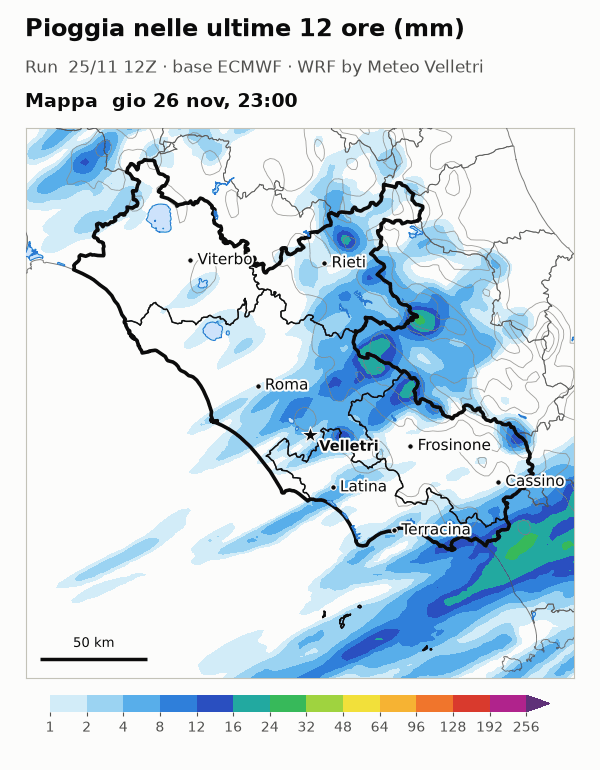 Pioggia nelle ultime 12 ore (mm)
Run 25/11 12Z · base ECMWF · WRF by Meteo Velletri
Mappa gio 26 nov, 23:00
Viterbo
Rieti
Roma
Velletri
Frosinone
Latina
Cassino
Terracina
50 km
1 2 4 8 12 16 24 32 48 64 96 128 192 256